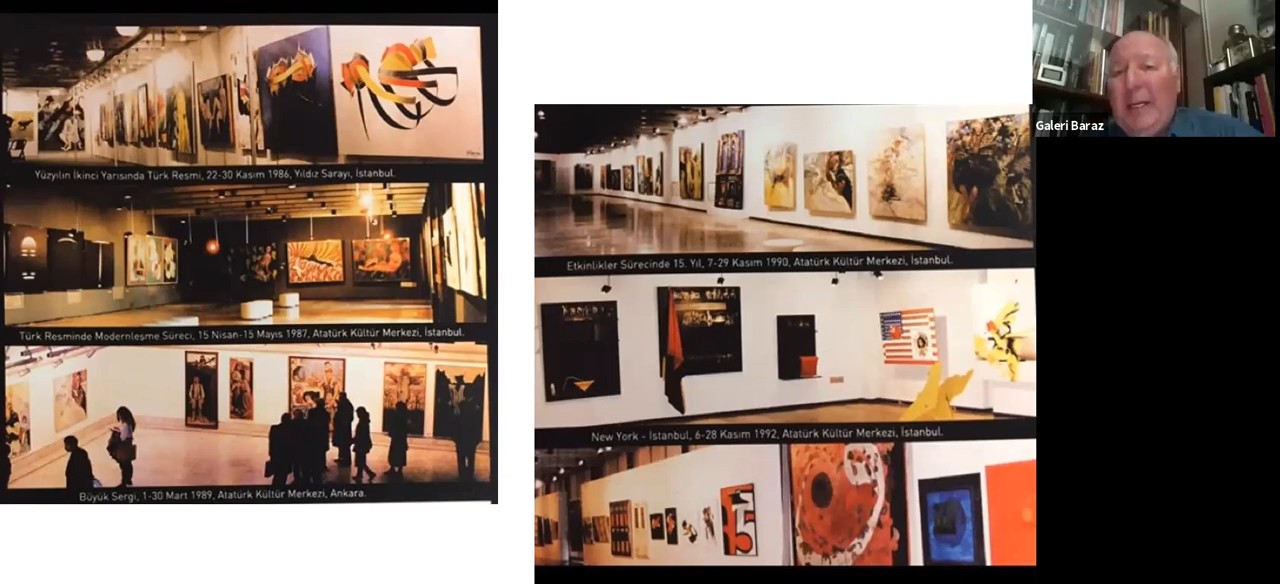 Yüzyılın İkinci Yarısında Türk Resmi, 22-30 Kasım 1986, Yıldız Sarayı, İstanbul.
Türk Resminde Modernleşme Süreci, 15 Nisan-15 Mayıs 1987, Atatürk Kültür Merkezi, İstanbul.
Büyük Sergi, 1-30 Mart 1989, Atatürk Kültür Merkezi, Ankara.
Etkinlikler Sürecinde 15. Yıl, 7-29 Kasım 1990, Atatürk Kültür Merkezi, İstanbul.
New York - İstanbul, 6-28 Kasım 1992, Atatürk Kültür Merkezi, İstanbul.
Galeri Baraz